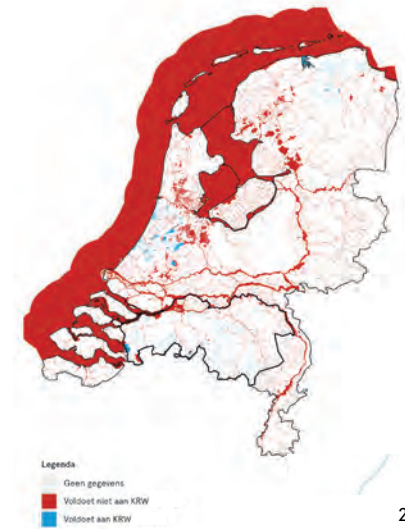 Legenda
Geen gegevens
Voldoet niet aan KRW
Voldoet aan KRW
2